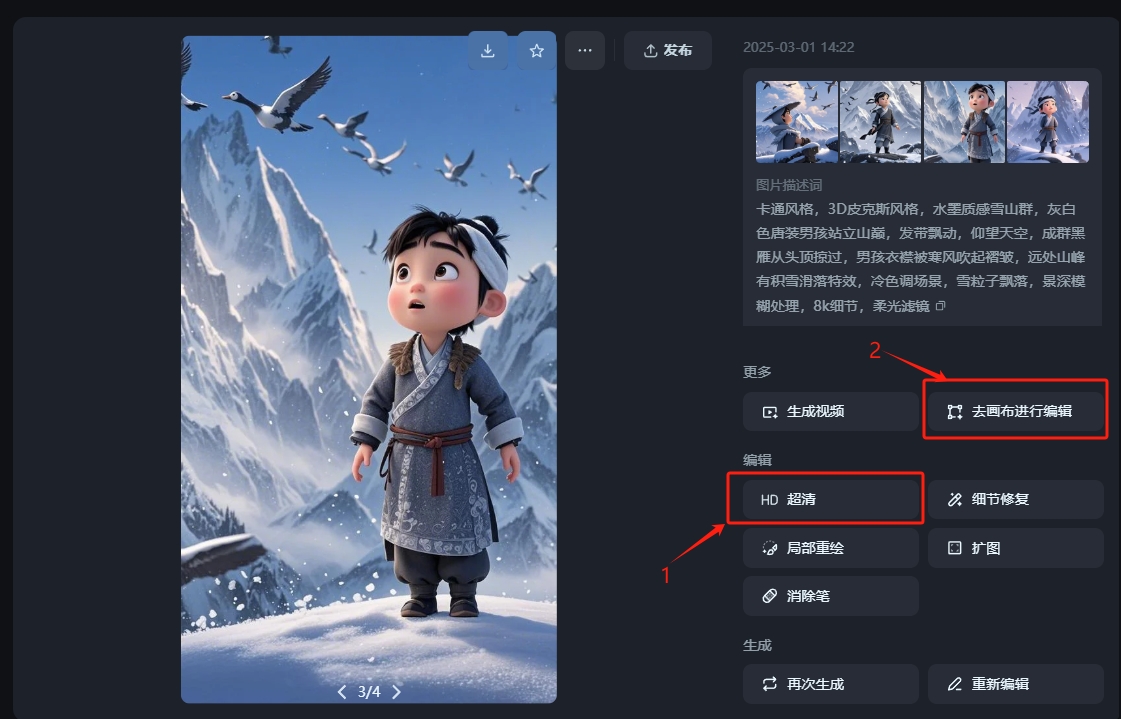 发布
2025-03-01 14:22
图片描述词
卡通风格，3D皮克斯风格，水墨质感雪山群，灰白
色唐装男孩站立山巅，发带飘动，仰望天空，成群黑
雁从头顶掠过，男孩衣襟被寒风吹起褶皱，远处山峰
有积雪滑落特效，冷色调场景，雪粒子飘落，景深模
糊处理，8k细节，柔光滤镜
2
更多
生成视频
去画布进行编辑
编辑
HD 超清
细节修复
1
局部重绘
扩图
消除笔
生成
再次生成
重新编辑
3/4